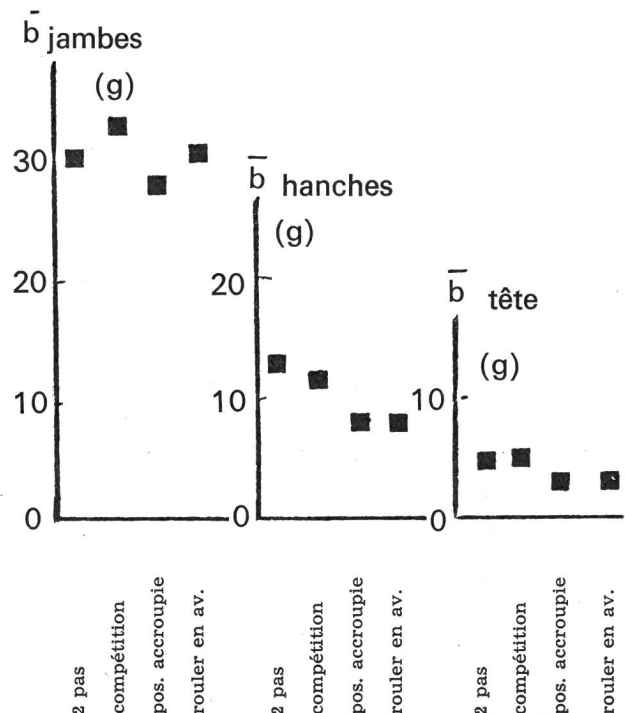 b̄ jambes
(g)
30
20
10
0
b̄ hanches
(g)
20
10
0
b̄ tête
(g)
10
0
2 pas
compétition
pos. accroupie
rouler en av.
2 pas
compétition
pos. accroupie
rouler en av.
2 pas
compétition
pos. accroupie
rouler en av.